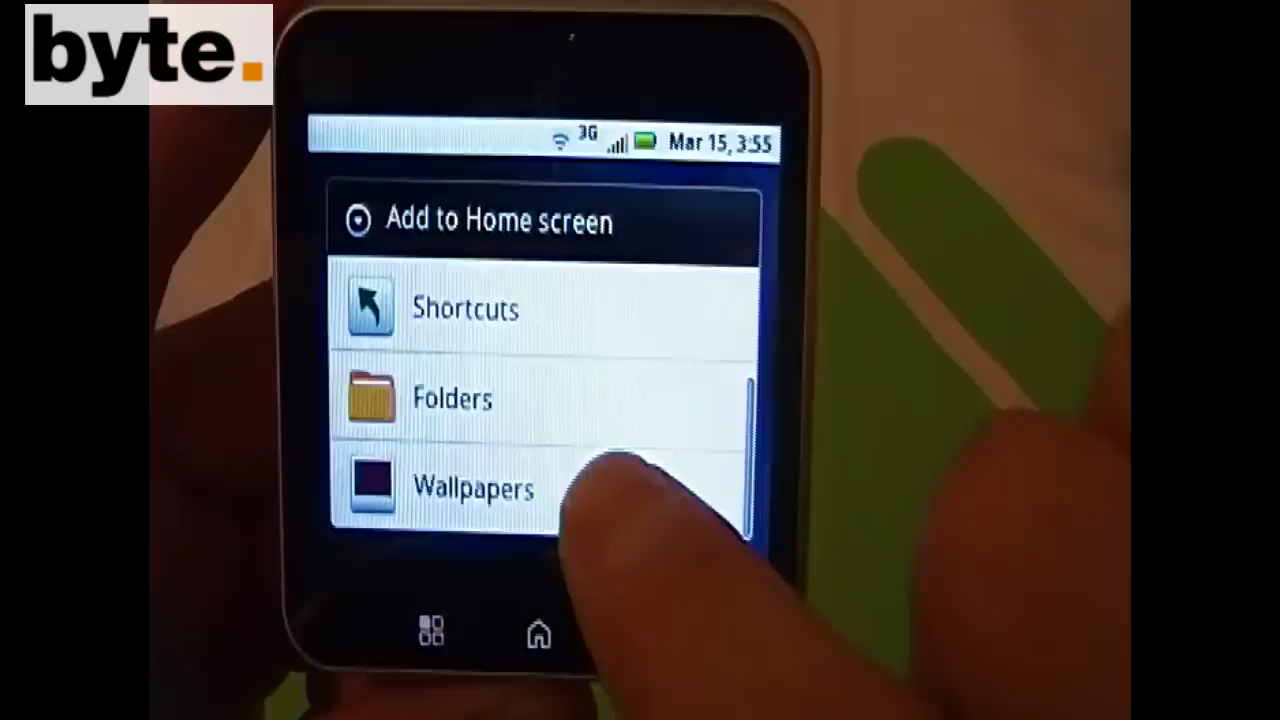 byte.
3G
Mar 15, 3:55
Add to Home screen
Shortcuts
Folders
Wallpapers